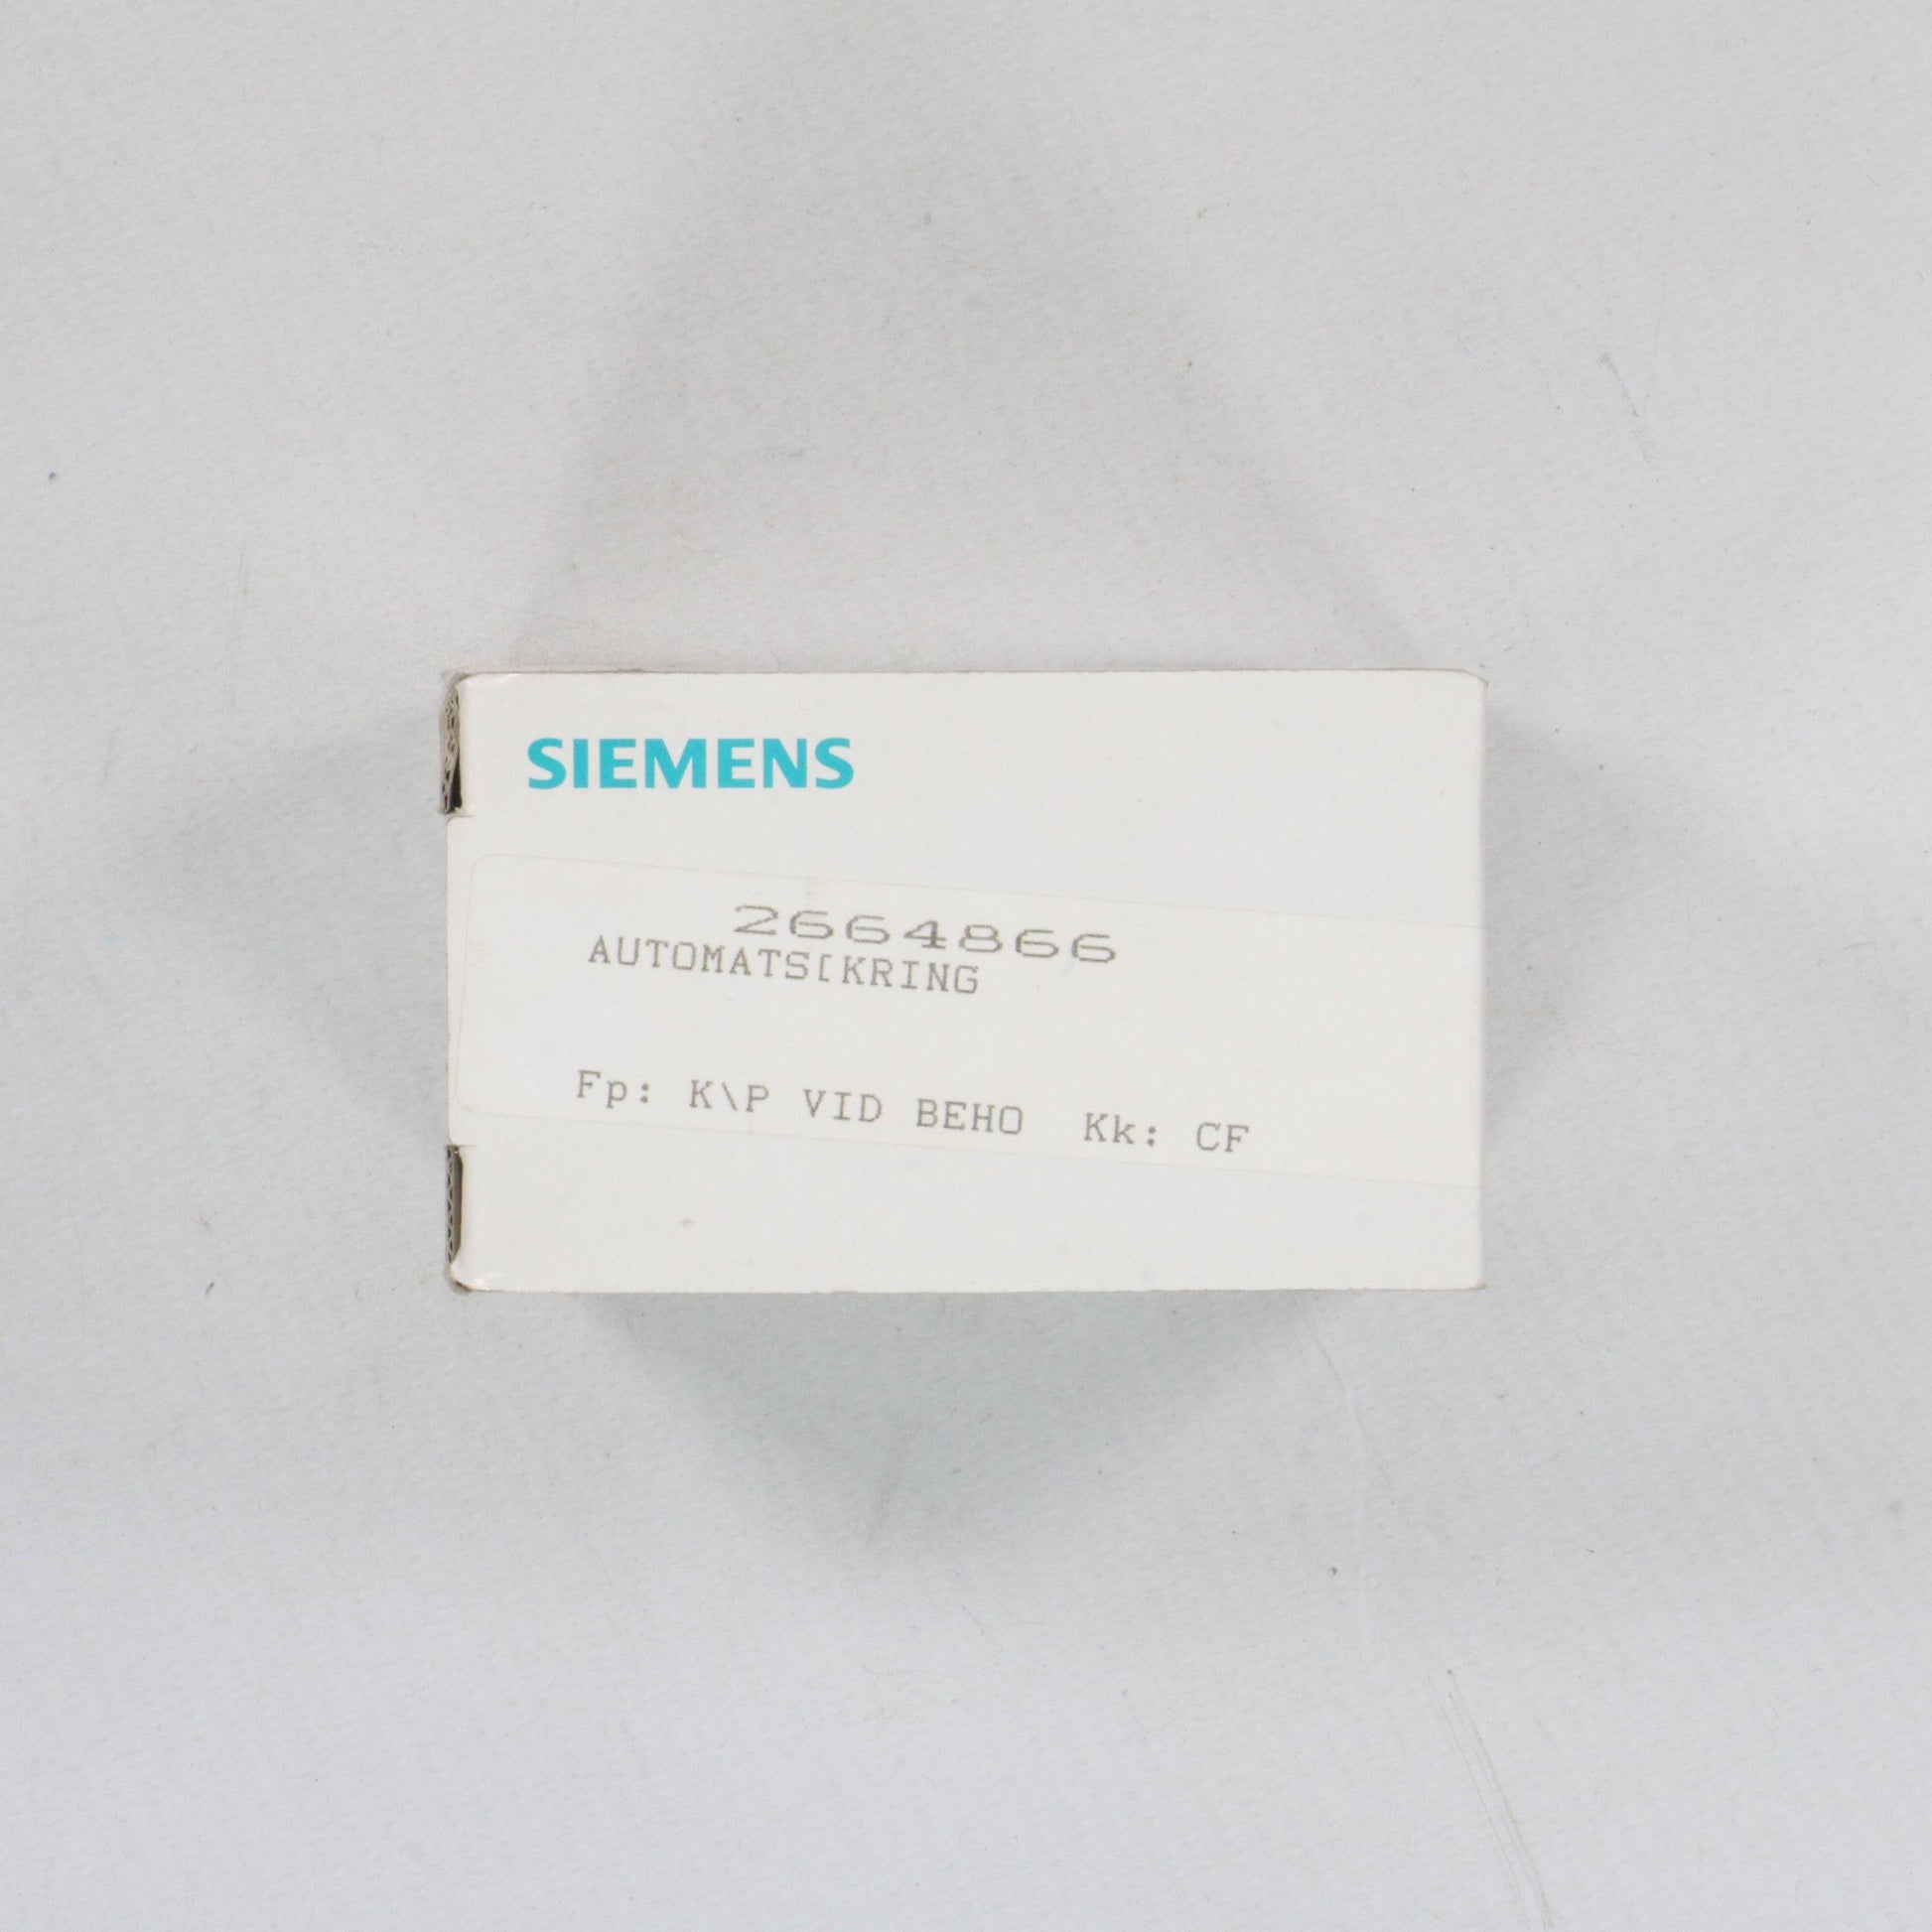 SIEMENS
2664866
AUTOMATS[KRING
Fp: K\P VID BEHO Kk: CF